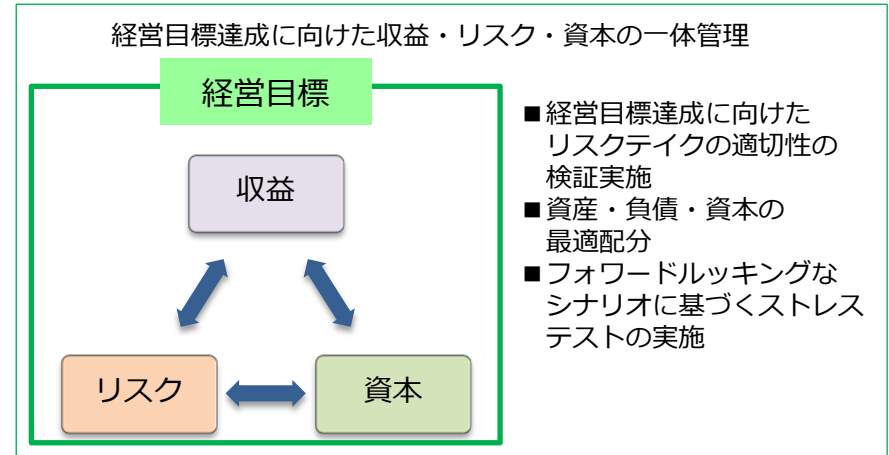 経営目標達成に向けた収益・リスク・資本の一体管理
経営目標
収益
リスク
資本
■経営目標達成に向けた
リスクテイクの適切性の
検証実施
■資産・負債・資本の
最適配分
■フォワードルッキングな
シナリオに基づくストレス
テストの実施